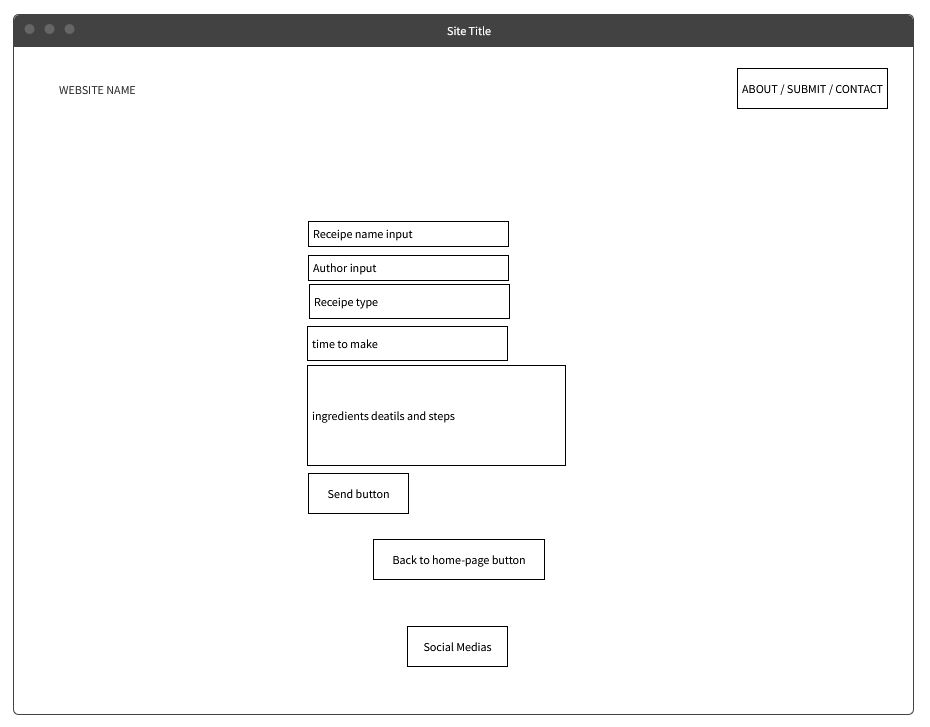 Site Title
WEBSITE NAME
ABOUT / SUBMIT / CONTACT
Receipe name input
Author input
Receipe type
time to make
ingredients deatils and steps
Send button
Back to home-page button
Social Medias